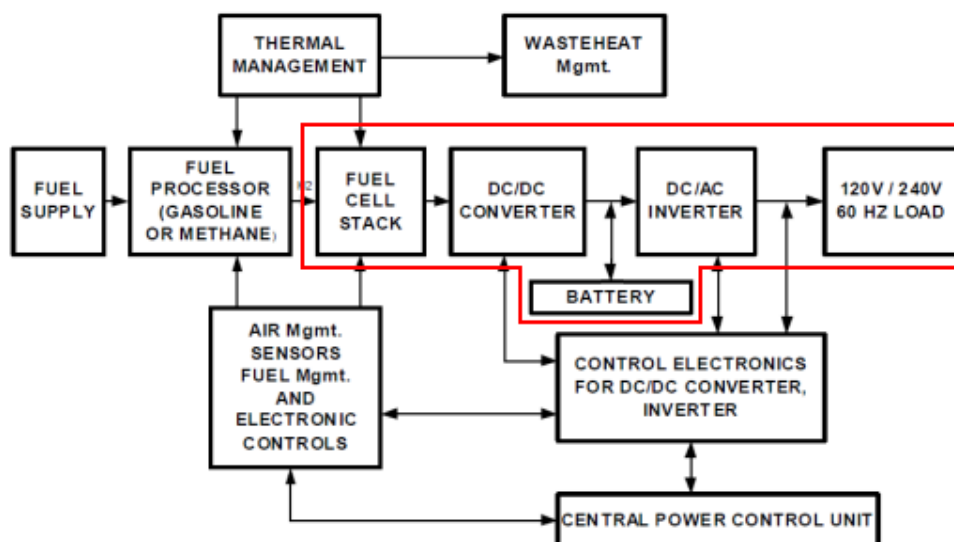 THERMAL
MANAGEMENT
WASTEHEAT
Mgmt.
FUEL
SUPPLY
FUEL
PROCESSOR
(GASOLINE
OR METHANE)
H2
FUEL
CELL
STACK
DC/DC
CONVERTER
DC/AC
INVERTER
120V / 240V
60 HZ LOAD
BATTERY
AIR Mgmt.
SENSORS
FUEL Mgmt.
AND
ELECTRONIC
CONTROLS
CONTROL ELECTRONICS
FOR DC/DC CONVERTER,
INVERTER
CENTRAL POWER CONTROL UNIT